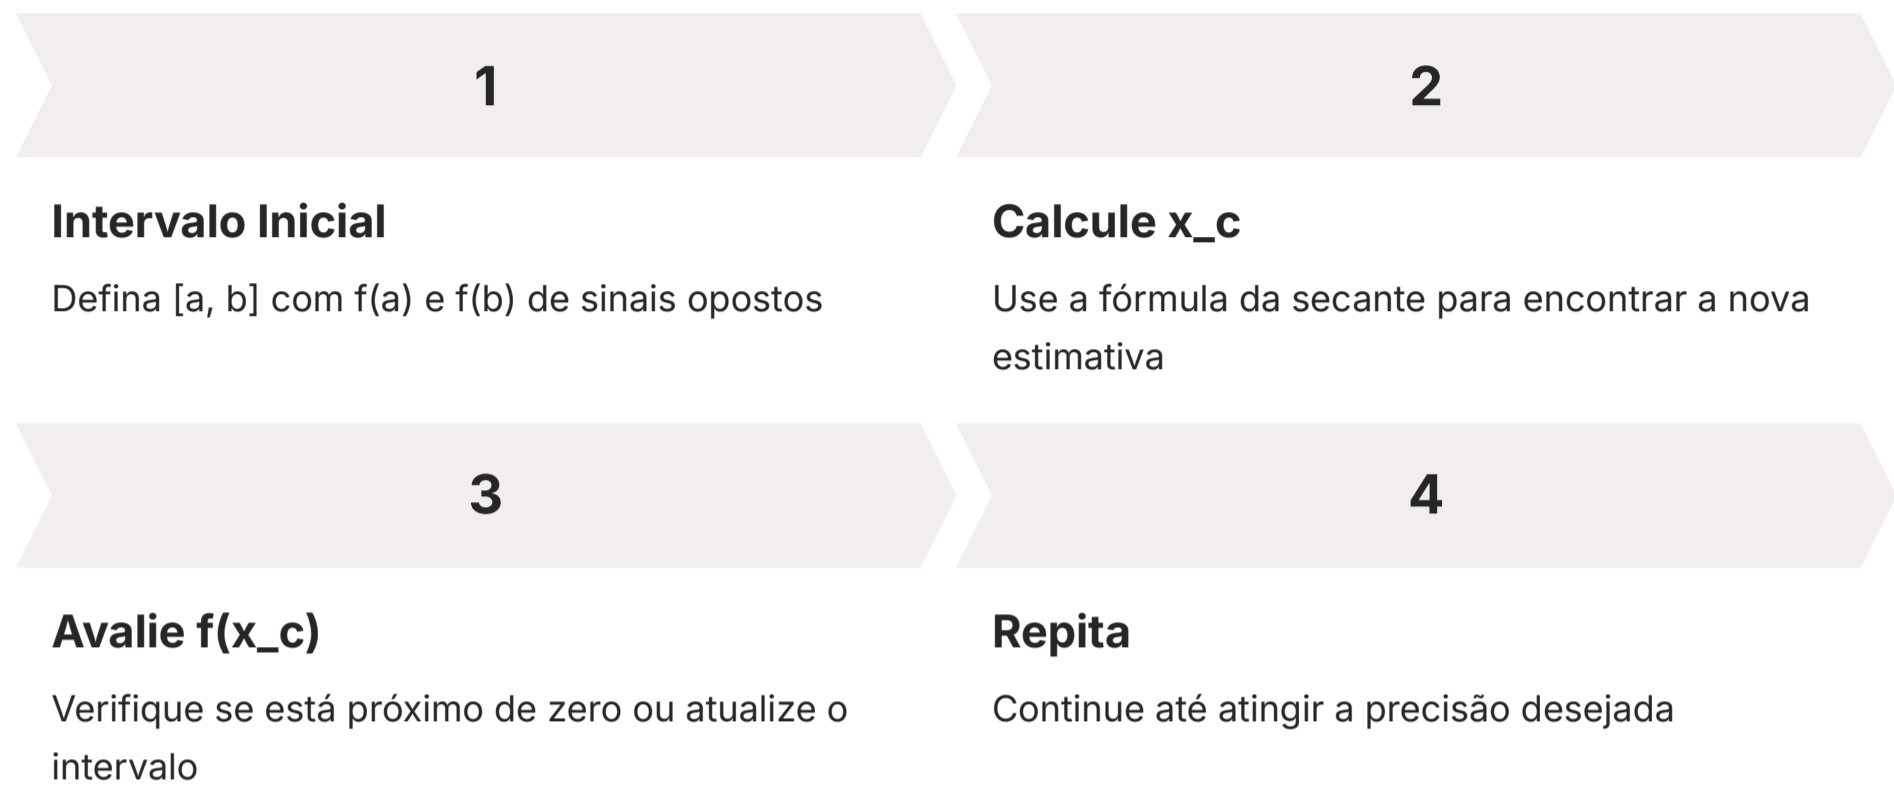 1
Intervalo Inicial
Defina [a, b] com f(a) e f(b) de sinais opostos
2
Calcule x_c
Use a fórmula da secante para encontrar a nova
estimativa
3
Avalie f(x_c)
Verifique se está próximo de zero ou atualize o
intervalo
4
Repita
Continue até atingir a precisão desejada